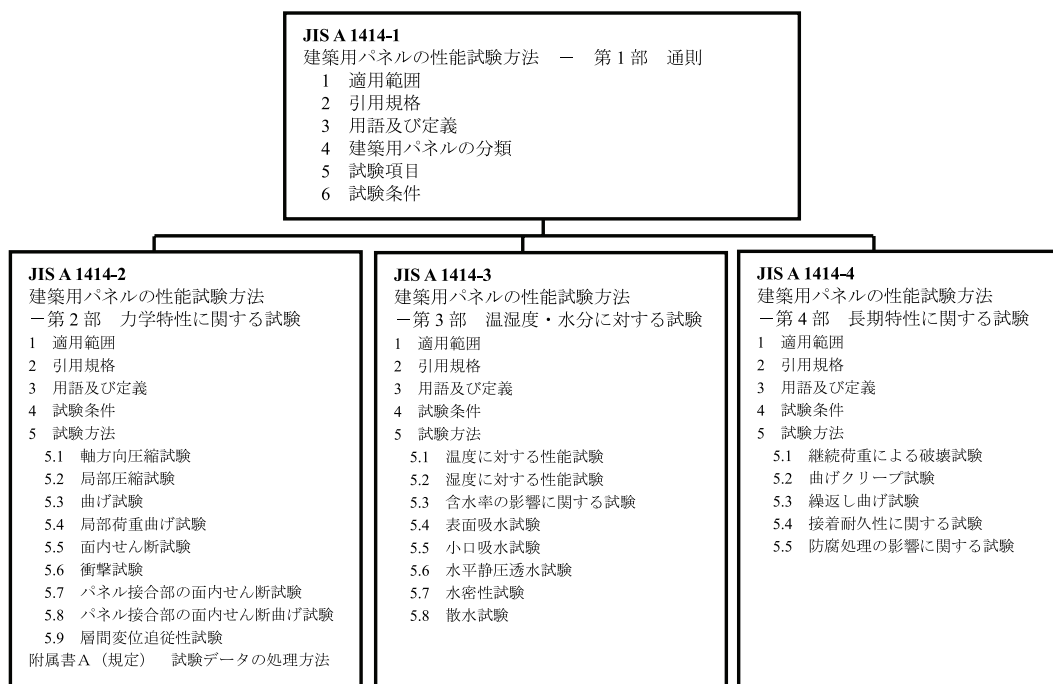 JIS A 1414-1
建築用パネルの性能試験方法 － 第1部 通則
1 適用範囲
2 引用規格
3 用語及び定義
4 建築用パネルの分類
5 試験項目
6 試験条件
JIS A 1414-2
建築用パネルの性能試験方法
－第2部 力学特性に関する試験
1 適用範囲
2 引用規格
3 用語及び定義
4 試験条件
5 試験方法
5.1 軸方向圧縮試験
5.2 局部圧縮試験
5.3 曲げ試験
5.4 局部荷重曲げ試験
5.5 面内せん断試験
5.6 衝撃試験
5.7 パネル接合部の面内せん断試験
5.8 パネル接合部の面内せん断曲げ試験
5.9 層間変位追従性試験
附属書A（規定） 試験データの処理方法
JIS A 1414-3
建築用パネルの性能試験方法
－第3部 温湿度・水分に対する試験
1 適用範囲
2 引用規格
3 用語及び定義
4 試験条件
5 試験方法
5.1 温度に対する性能試験
5.2 湿度に対する性能試験
5.3 含水率の影響に関する試験
5.4 表面吸水試験
5.5 小口吸水試験
5.6 水平静圧透水試験
5.7 水密性試験
5.8 散水試験
JIS A 1414-4
建築用パネルの性能試験方法
－第4部 長期特性に関する試験
1 適用範囲
2 引用規格
3 用語及び定義
4 試験条件
5 試験方法
5.1 継続荷重による破壊試験
5.2 曲げクリープ試験
5.3 繰返し曲げ試験
5.4 接着耐久性に関する試験
5.5 防腐処理の影響に関する試験